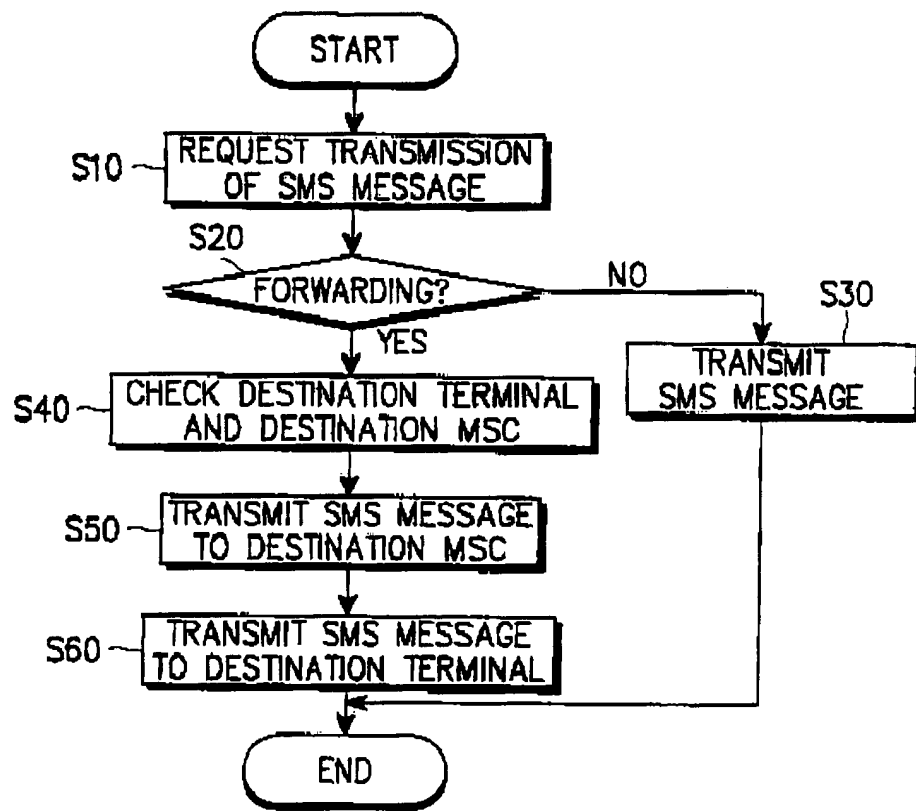 START
S10
REQUEST TRANSMISSION
OF SMS MESSAGE
S20
FORWARDING?
NO
YES
S30
TRANSMIT
SMS MESSAGE
S40
CHECK DESTINATION TERMINAL
AND DESTINATION MSC
S50
TRANSMIT SMS MESSAGE
TO DESTINATION MSC
S60
TRANSMIT SMS MESSAGE
TO DESTINATION TERMINAL
END